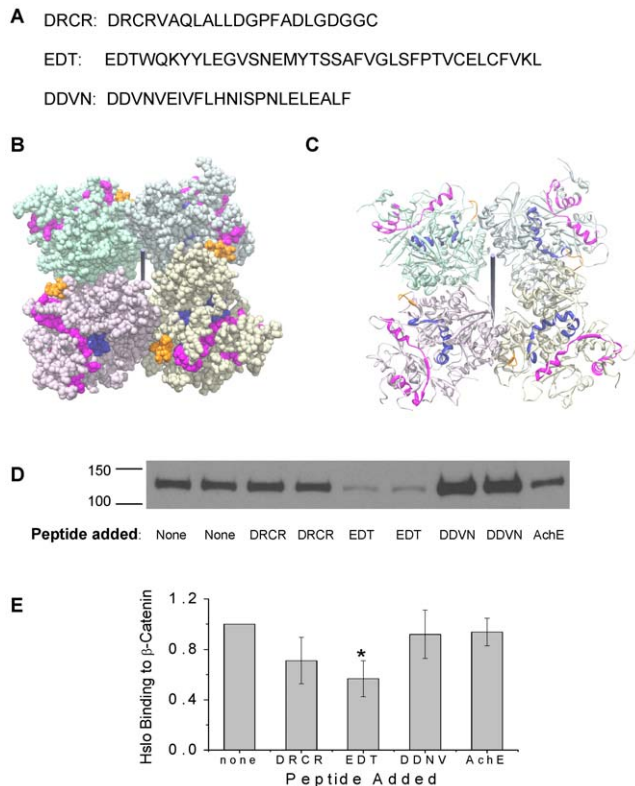 A DRCR: DRCRVAQLALLDGPFADLGDGGC
EDT: EDTWQKYYLEGVSNEMYTSSAFVGLSFPTVCELCFVKL
DDVN: DDVNVEIVFLHNISPNLELEALF
B C
D 150
100
Peptide added: None None DRCR DRCR EDT EDT DDVN DDVN AchE
E
Hslo Binding to β-Catenin
1.2
0.8
0.4
0.0
*
none DRCR EDT DDNV AchE
Peptide Added